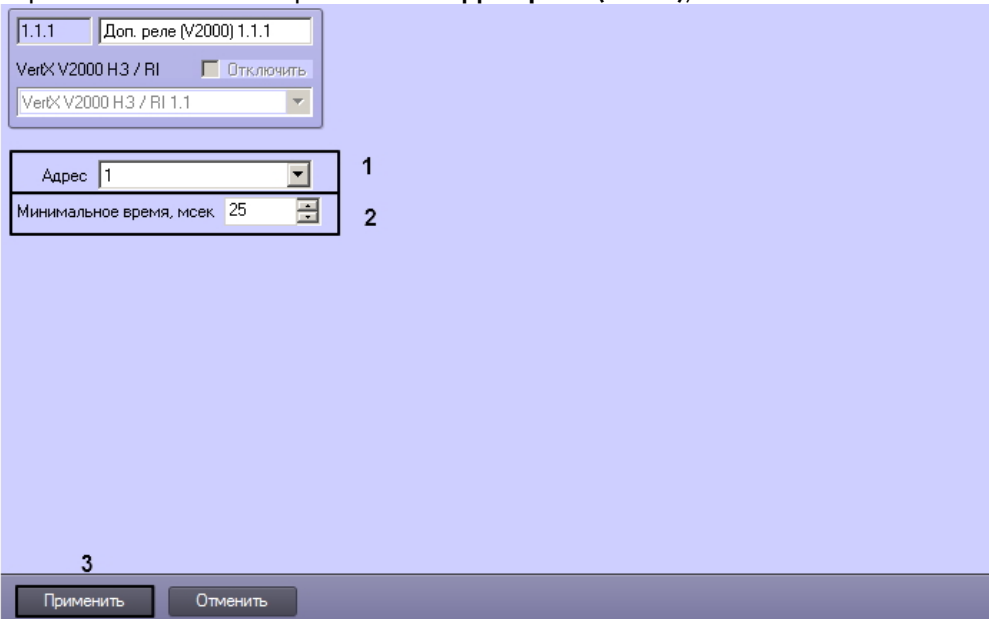 1.1.1 Доп. реле (V2000) 1.1.1
VertX V2000 H3 / RI Отключить
VertX V2000 H3 / RI 1.1
Адрес 1 1
Минимальное время, мсек 25 2
3
Применить Отменить